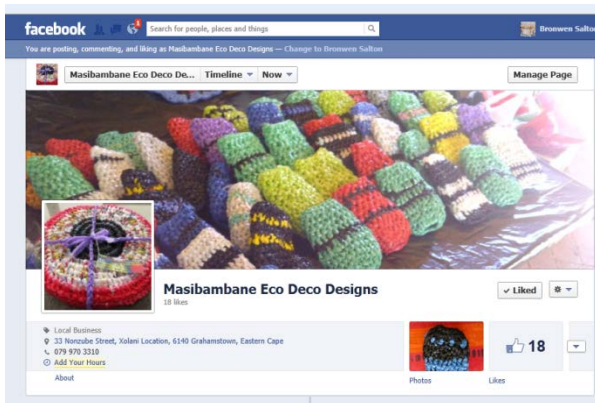 facebook 1 Search for people, places and things Bronwen Salton
You are posting, commenting, and liking as Masibambane Eco Deco Designs — Change to Bronwen Salton
Masibambane Eco Deco De... Timeline Now Manage Page
Masibambane Eco Deco Designs
18 likes
Liked
Local Business
33 Nonzube Street, Xolani Location, 6140 Grahamstown, Eastern Cape
079 970 3310
Add Your Hours
18
About Photos Likes